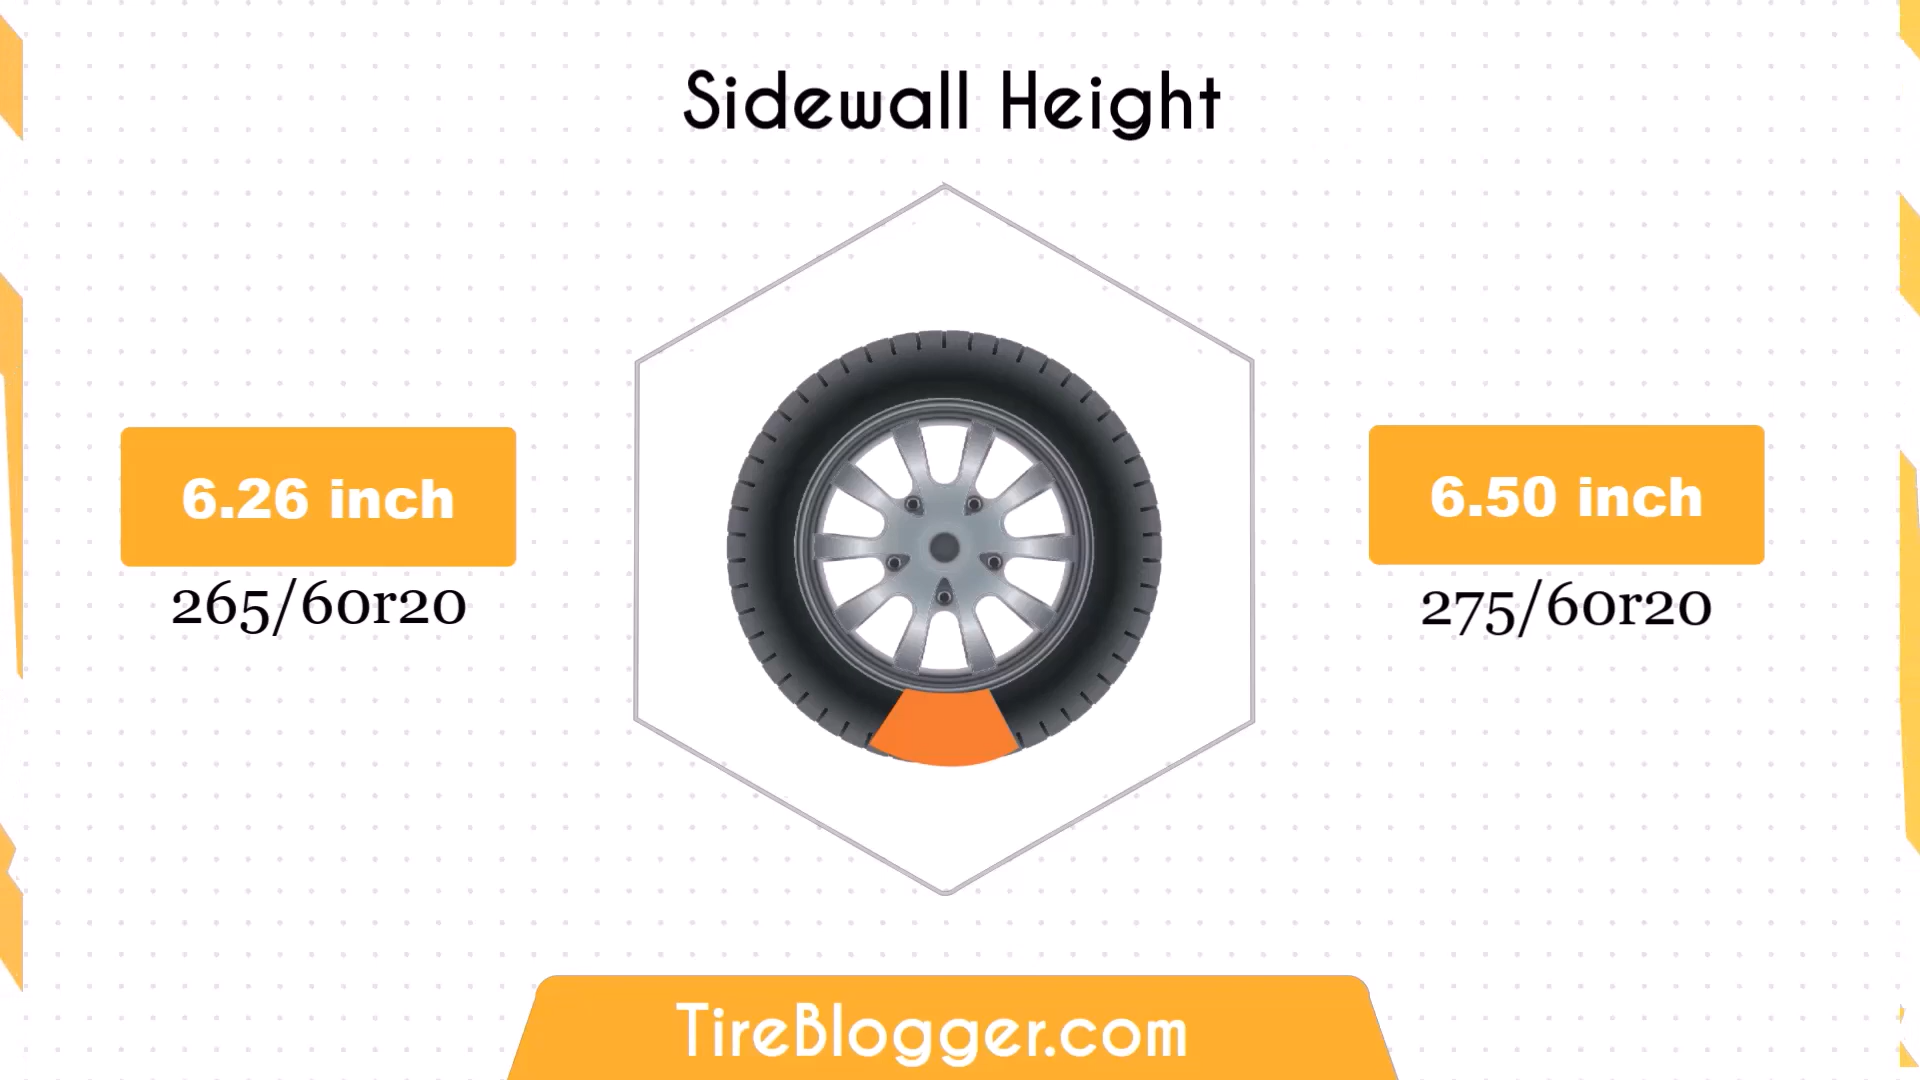 Sidewall Height
6.26 inch
265/60r20
6.50 inch
275/60r20
TireBlogger.com